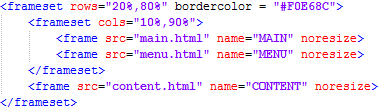 <frameset rows="20%,80%" bordercolor = "#F0E68C">
<frameset cols="10%,90%">
<frame src="main.html" name="MAIN" noresize>
<frame src="menu.html" name="MENU" noresize>
</frameset>
<frame src="content.html" name="CONTENT" noresize>
</frameset>